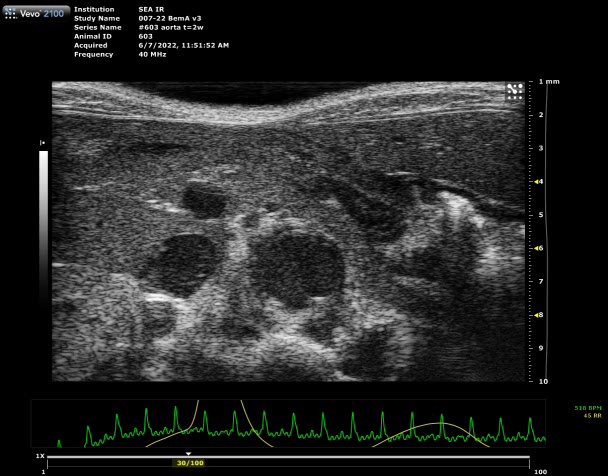 Vevo 2100
Institution SEA IR
Study Name 007-22 BemA v3
Series Name #603 aorta t=2w
Animal ID 603
Acquired 6/7/2022, 11:51:52 AM
Frequency 40 MHz
1 mm
2
3
4
5
6
7
8
9
10
518 BPM
45 RR
1X
30/100
1
100